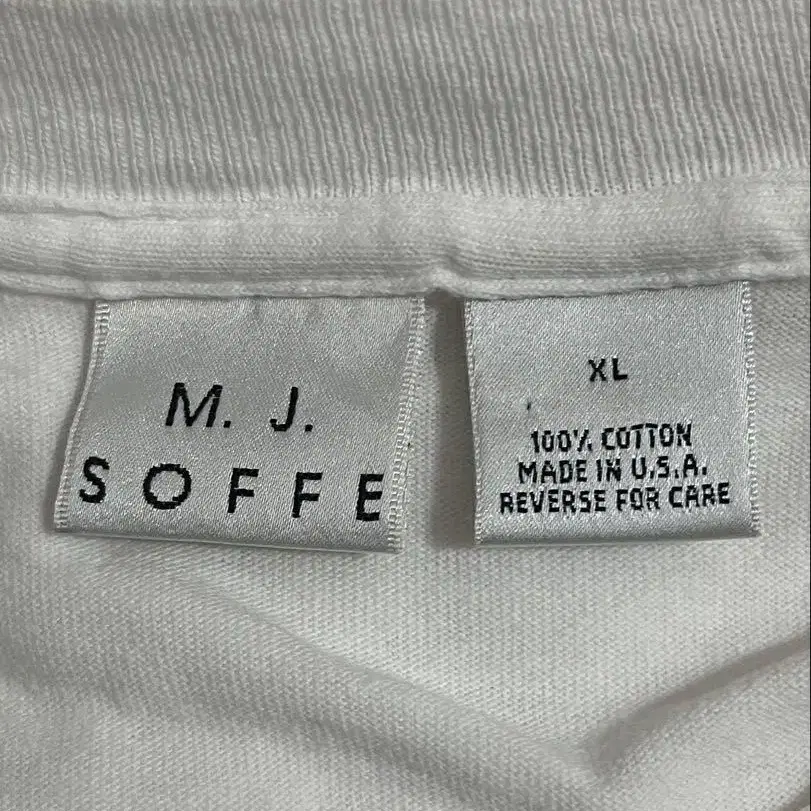 M. J.
SOFFE
XL
100% COTTON
MADE IN U.S.A.
REVERSE FOR CARE